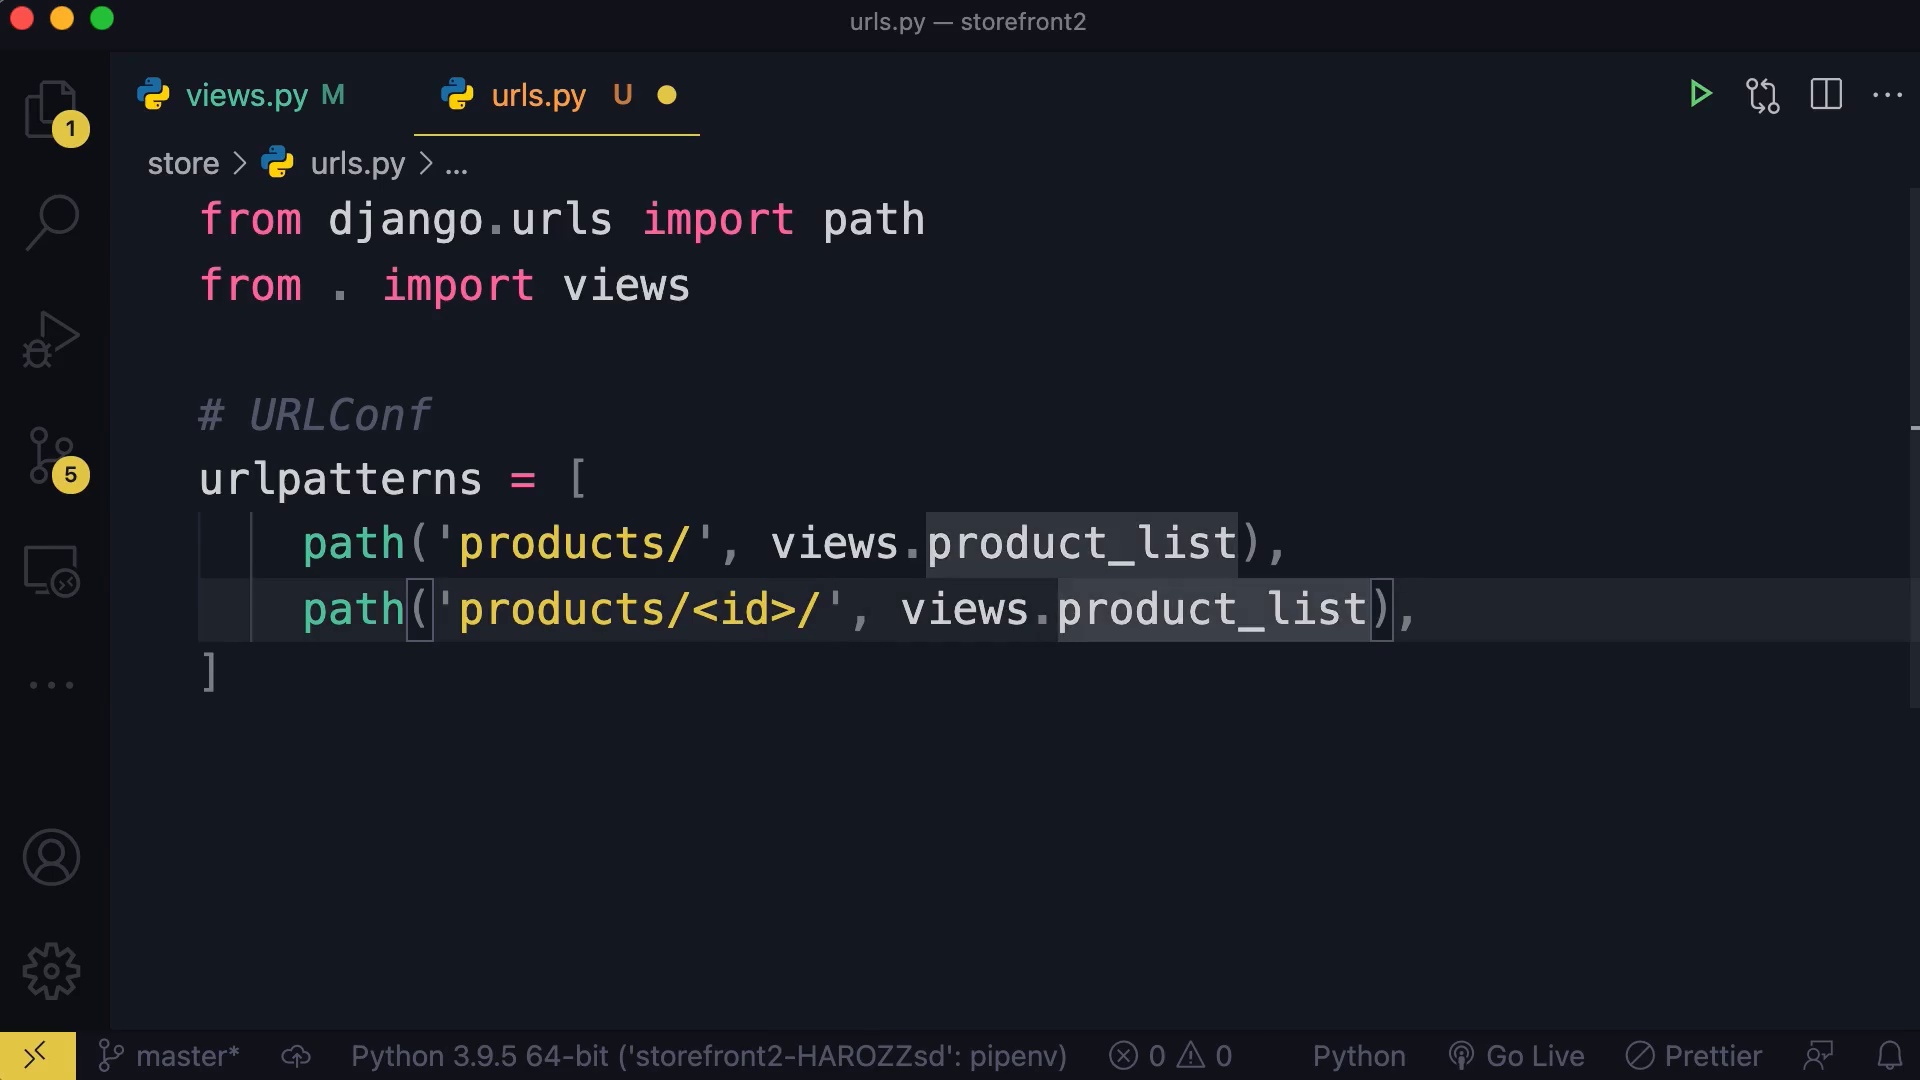 urls.py — storefront2
views.py M
urls.py U
1
store > urls.py > ...
from django.urls import path
from . import views
# URLConf
urlpatterns = [
    path('products/', views.product_list),
    path('products/<id>/', views.product_list),
]
5
master*
Python 3.9.5 64-bit ('storefront2-HAROZZsd': pipenv)
0
0
Python
Go Live
Prettier